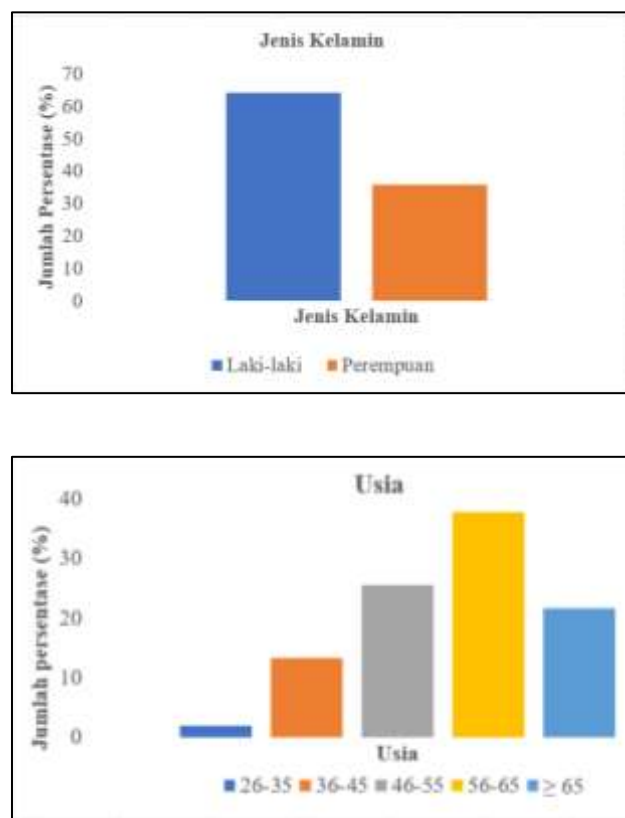 Jenis Kelamin
Jumlah Persentase (%)
70
60
50
40
30
20
10
0
Jenis Kelamin
Laki-laki Perempuan
Usia
Jumlah persentase (%)
40
30
20
10
0
Usia
26-35 36-45 46-55 56-65 ≥ 65